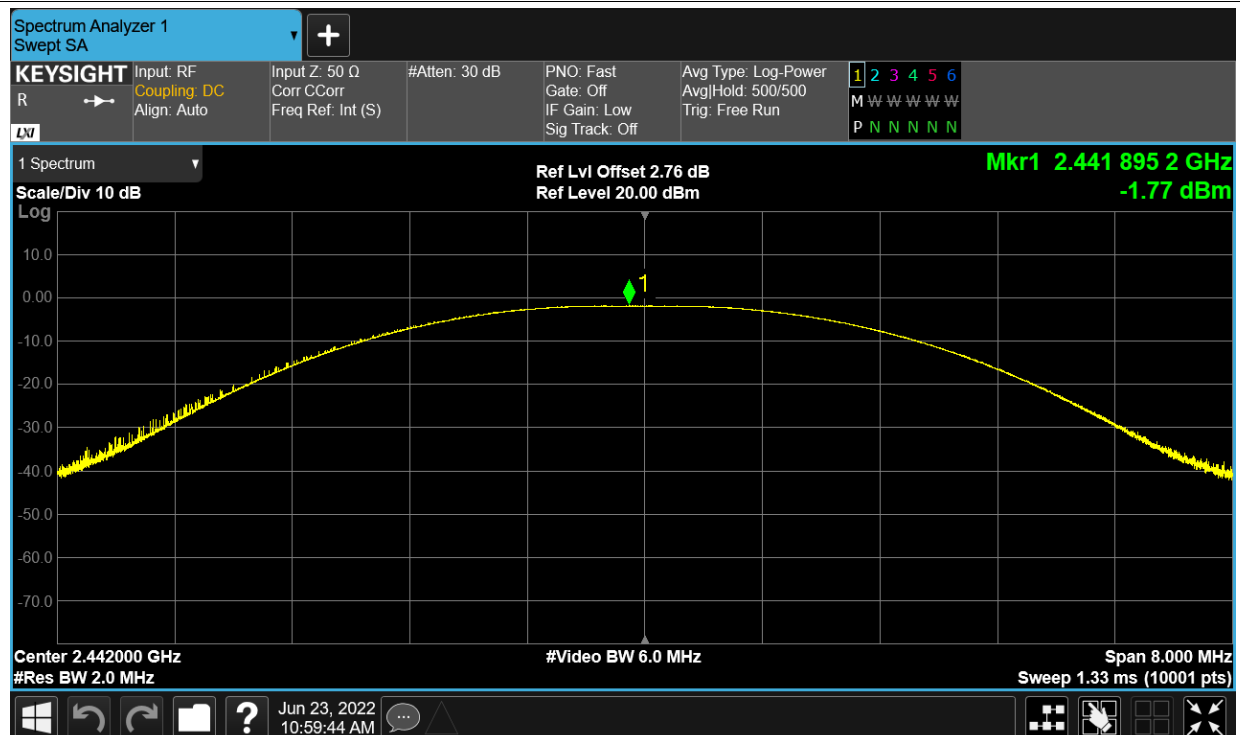 Spectrum Analyzer 1
Swept SA
+
KEYSIGHT
R
LXI
Input: RF
Coupling: DC
Align: Auto
Input Z: 50 Ω
Corr CCorr
Freq Ref: Int (S)
#Atten: 30 dB
PNO: Fast
Gate: Off
IF Gain: Low
Sig Track: Off
Avg Type: Log-Power
Avg|Hold: 500/500
Trig: Free Run
1 2 3 4 5 6
M W W W W W
P N N N N N
1 Spectrum
Scale/Div 10 dB
Ref Lvl Offset 2.76 dB
Ref Level 20.00 dBm
Mkr1 2.441 895 2 GHz
-1.77 dBm
Log
10.0
0.00
-10.0
-20.0
-30.0
-40.0
-50.0
-60.0
-70.0
1
Center 2.442000 GHz
#Res BW 2.0 MHz
#Video BW 6.0 MHz
Span 8.000 MHz
Sweep 1.33 ms (10001 pts)
?
Jun 23, 2022
10:59:44 AM